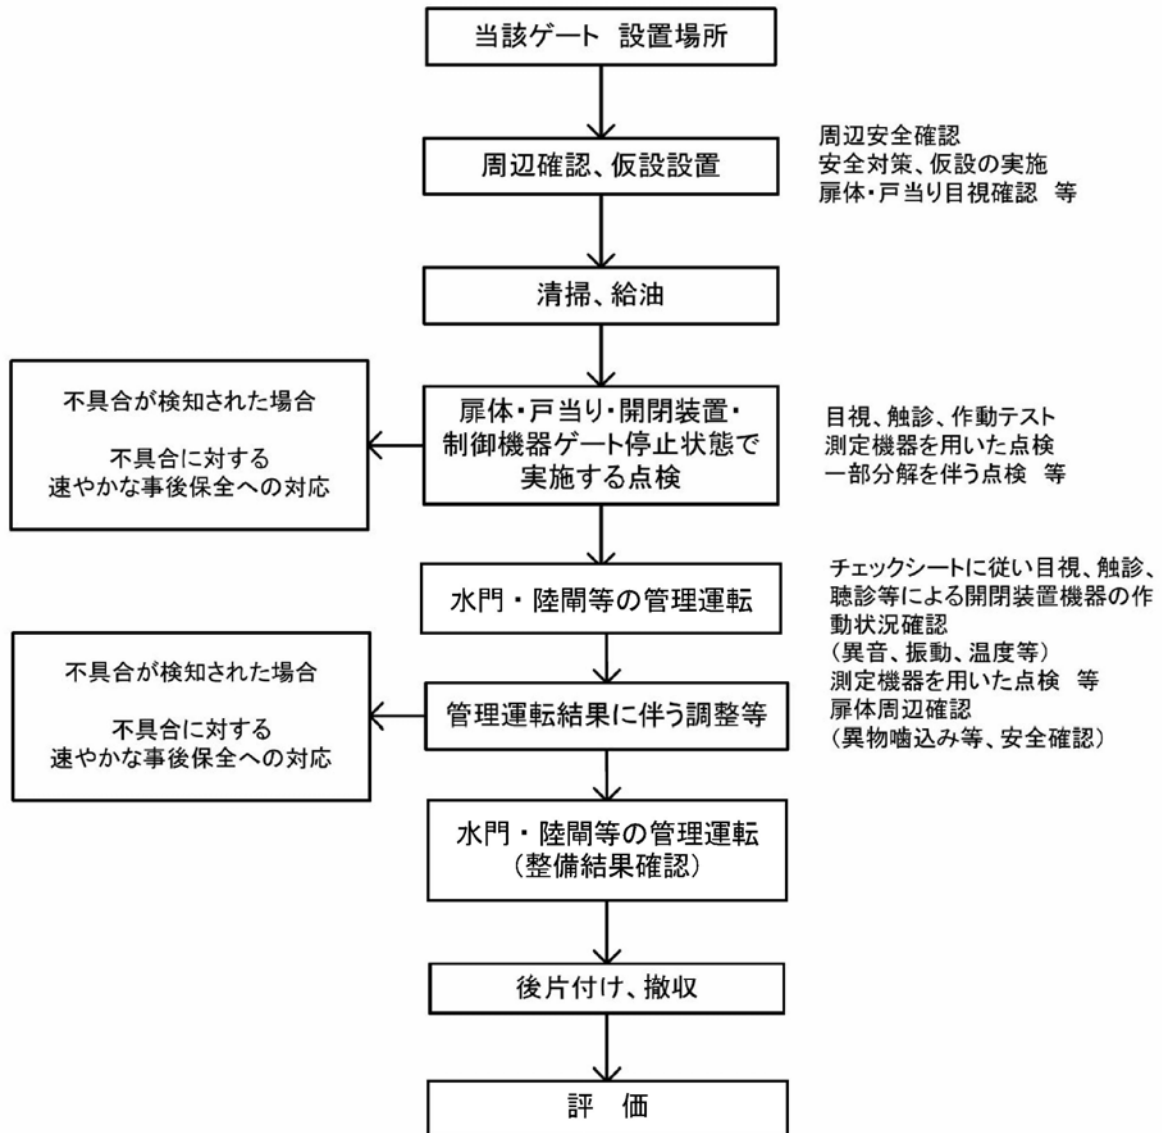 当該ゲート 設置場所
周辺確認、仮設設置
周辺安全確認
安全対策、仮設の実施
扉体・戸当り目視確認 等
清掃、給油
扉体・戸当り・開閉装置・
制御機器ゲート停止状態で
実施する点検
目視、触診、作動テスト
測定機器を用いた点検
一部分解を伴う点検 等
不具合が検知された場合
不具合に対する
速やかな事後保全への対応
水門・陸閘等の管理運転
チェックシートに従い目視、触診、
聴診等による開閉装置機器の作
動状況確認
(異音、振動、温度等)
測定機器を用いた点検 等
扉体周辺確認
(異物噛込み等、安全確認)
管理運転結果に伴う調整等
不具合が検知された場合
不具合に対する
速やかな事後保全への対応
水門・陸閘等の管理運転
(整備結果確認)
後片付け、撤収
評 価